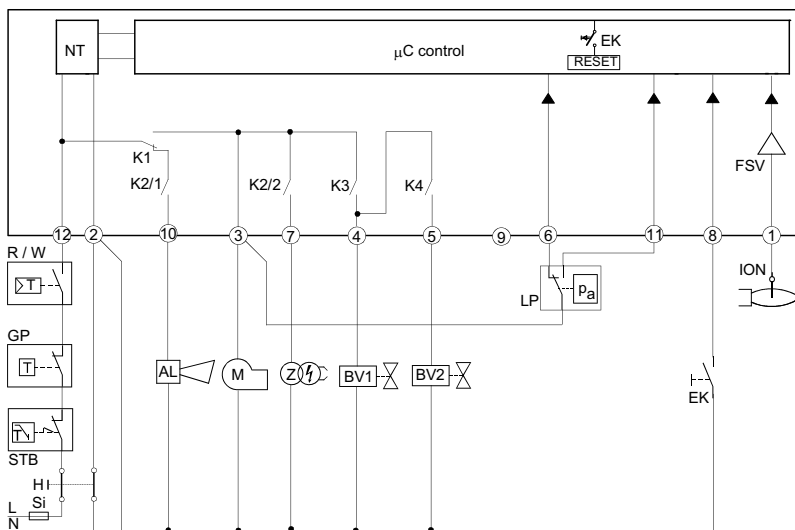 NT
µC control
EK
RESET
FSV
K1
K2/1
K2/2
K3
K4
12
2
10
3
7
4
5
9
6
11
8
1
R / W
T
LP
pa
ION
GP
T
AL
M
Z
BV1
BV2
EK
T
STB
H
L
Si
N